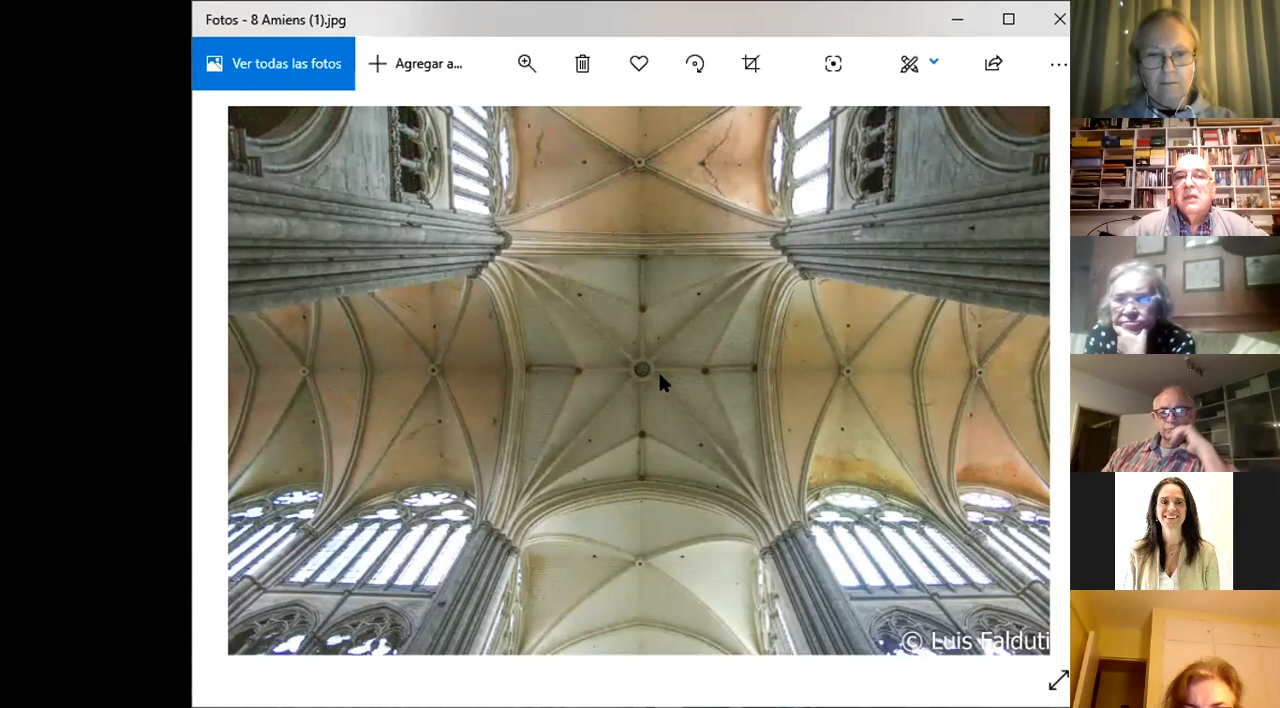 Fotos - 8 Amiens (1).jpg
Ver todas las fotos
Agregar a...
© Luis Falduti